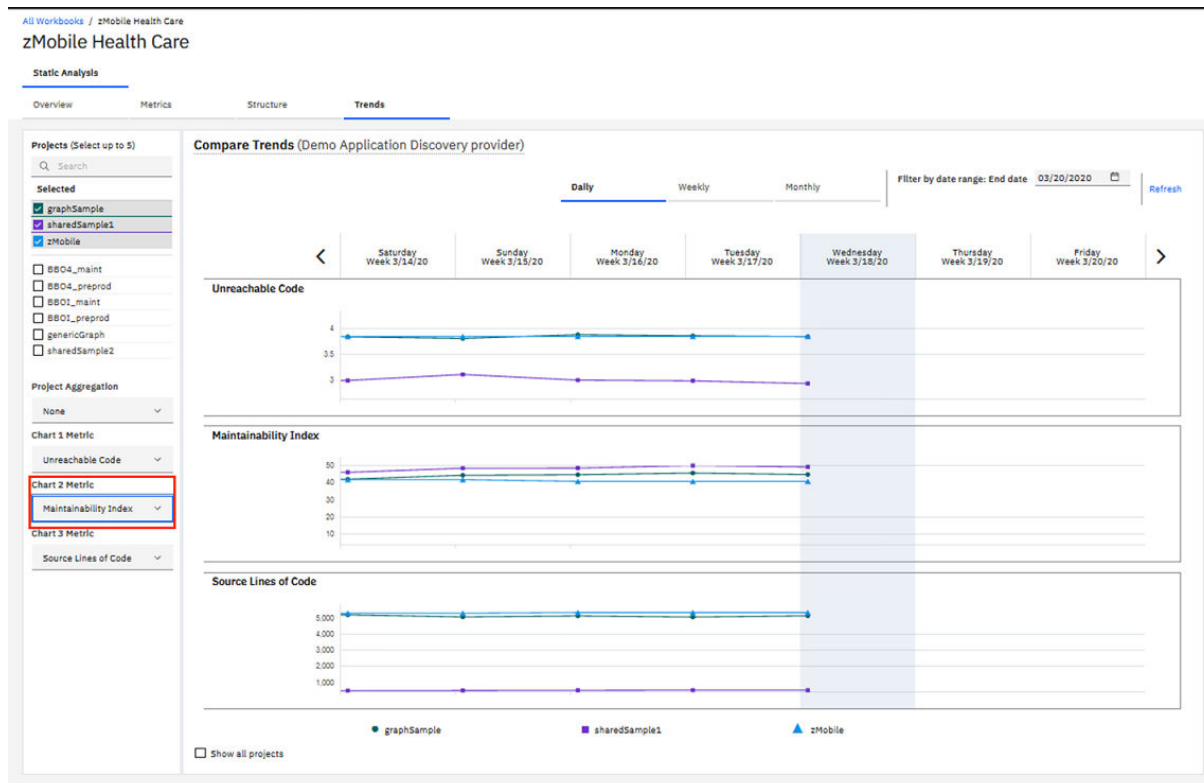 All Workbooks / zMobile Health Care
zMobile Health Care
Static Analysis
Overview Metrics Structure Trends
Projects (Select up to 5)
Search
Selected
graphSample
sharedSample1
zMobile
BBO4_maint
BBO4_preprod
BBOI_maint
BBOI_preprod
genericGraph
sharedSample2
Project Aggregation
None
Chart 1 Metric
Unreachable Code
Chart 2 Metric
Maintainability Index
Chart 3 Metric
Source Lines of Code
Compare Trends (Demo Application Discovery provider)
Daily Weekly Monthly Filter by date range: End date 03/20/2020 Refresh
Saturday Sunday Monday Tuesday Wednesday Thursday Friday
Week 3/14/20 Week 3/15/20 Week 3/16/20 Week 3/17/20 Week 3/18/20 Week 3/19/20 Week 3/20/20
Unreachable Code
4
3.5
3
Maintainability Index
50
40
30
20
10
Source Lines of Code
5,000
4,000
3,000
2,000
1,000
graphSample sharedSample1 zMobile
Show all projects